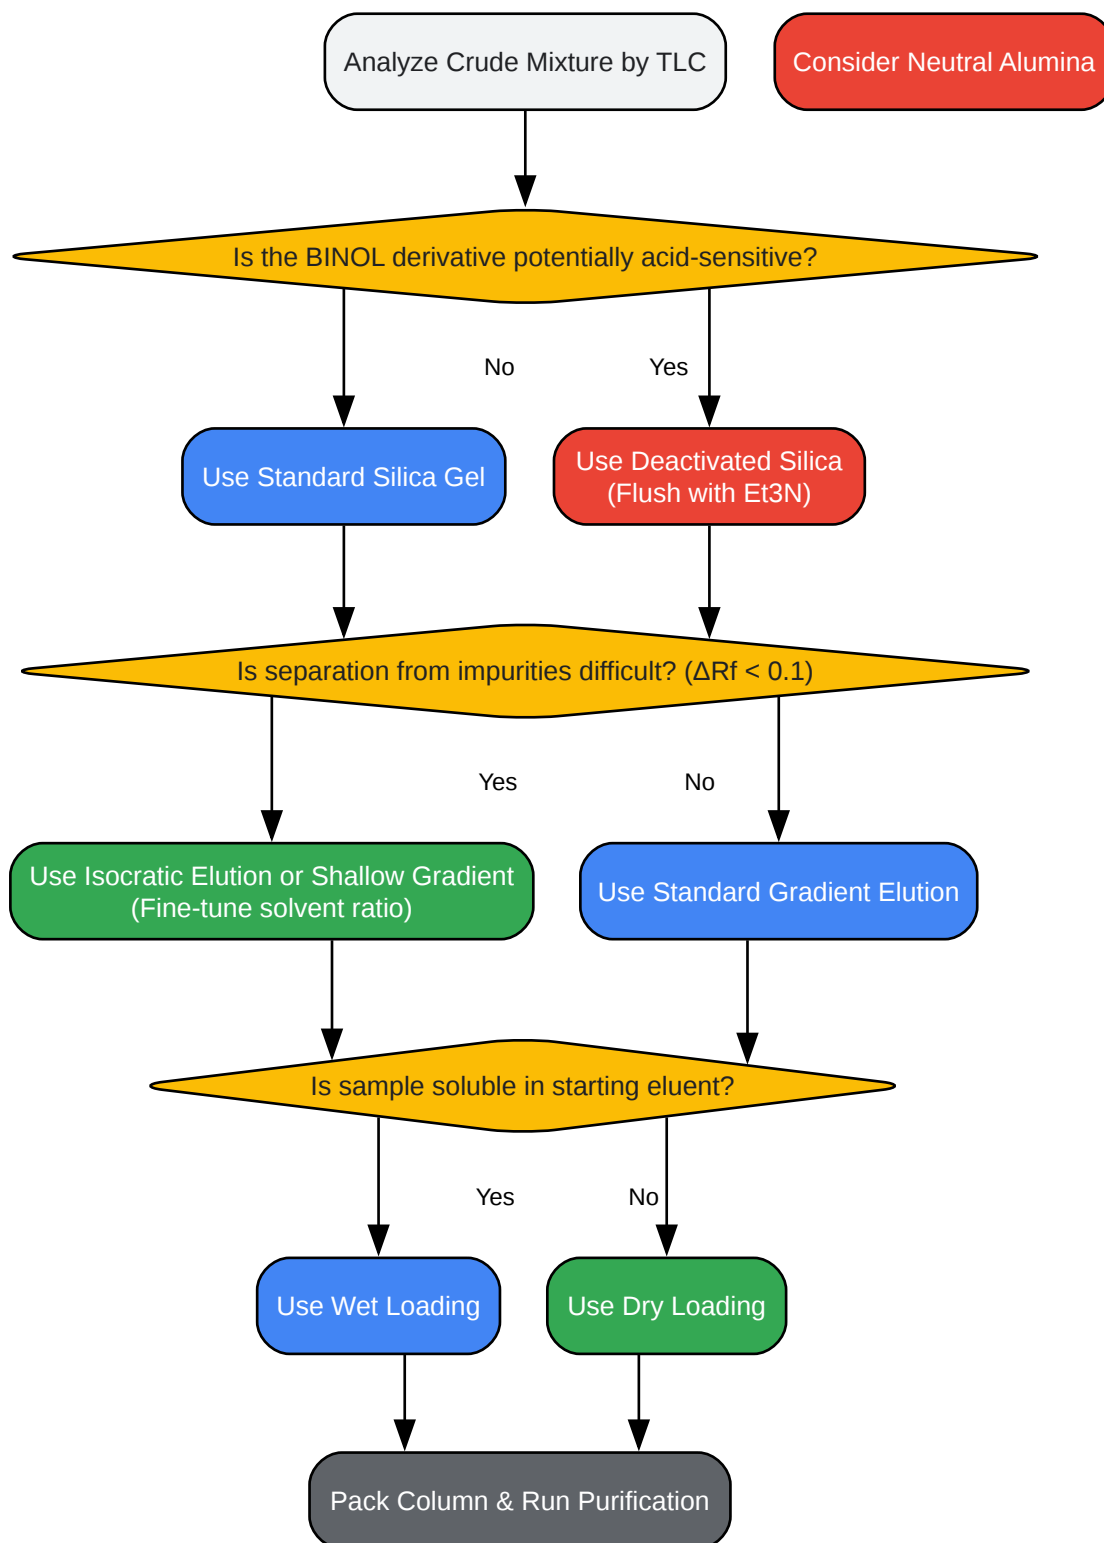 Analyze Crude Mixture by TLC
Consider Neutral Alumina
Is the BINOL derivative potentially acid-sensitive?
No
Yes
Use Standard Silica Gel
Use Deactivated Silica
(Flush with Et3N)
Is separation from impurities difficult? (ΔRf < 0.1)
Yes
No
Use Isocratic Elution or Shallow Gradient
(Fine-tune solvent ratio)
Use Standard Gradient Elution
Is sample soluble in starting eluent?
Yes
No
Use Wet Loading
Use Dry Loading
Pack Column & Run Purification